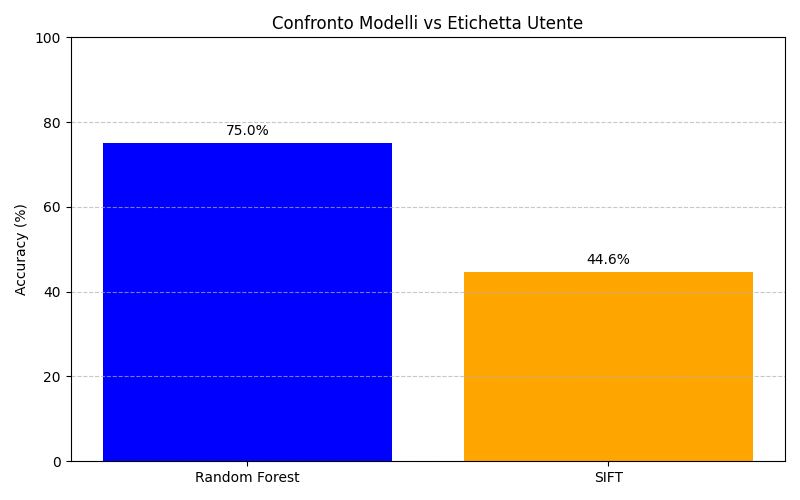 Confronto Modelli vs Etichetta Utente
Accuracy (%)
100
80
60
40
20
0
75.0%
44.6%
Random Forest
SIFT